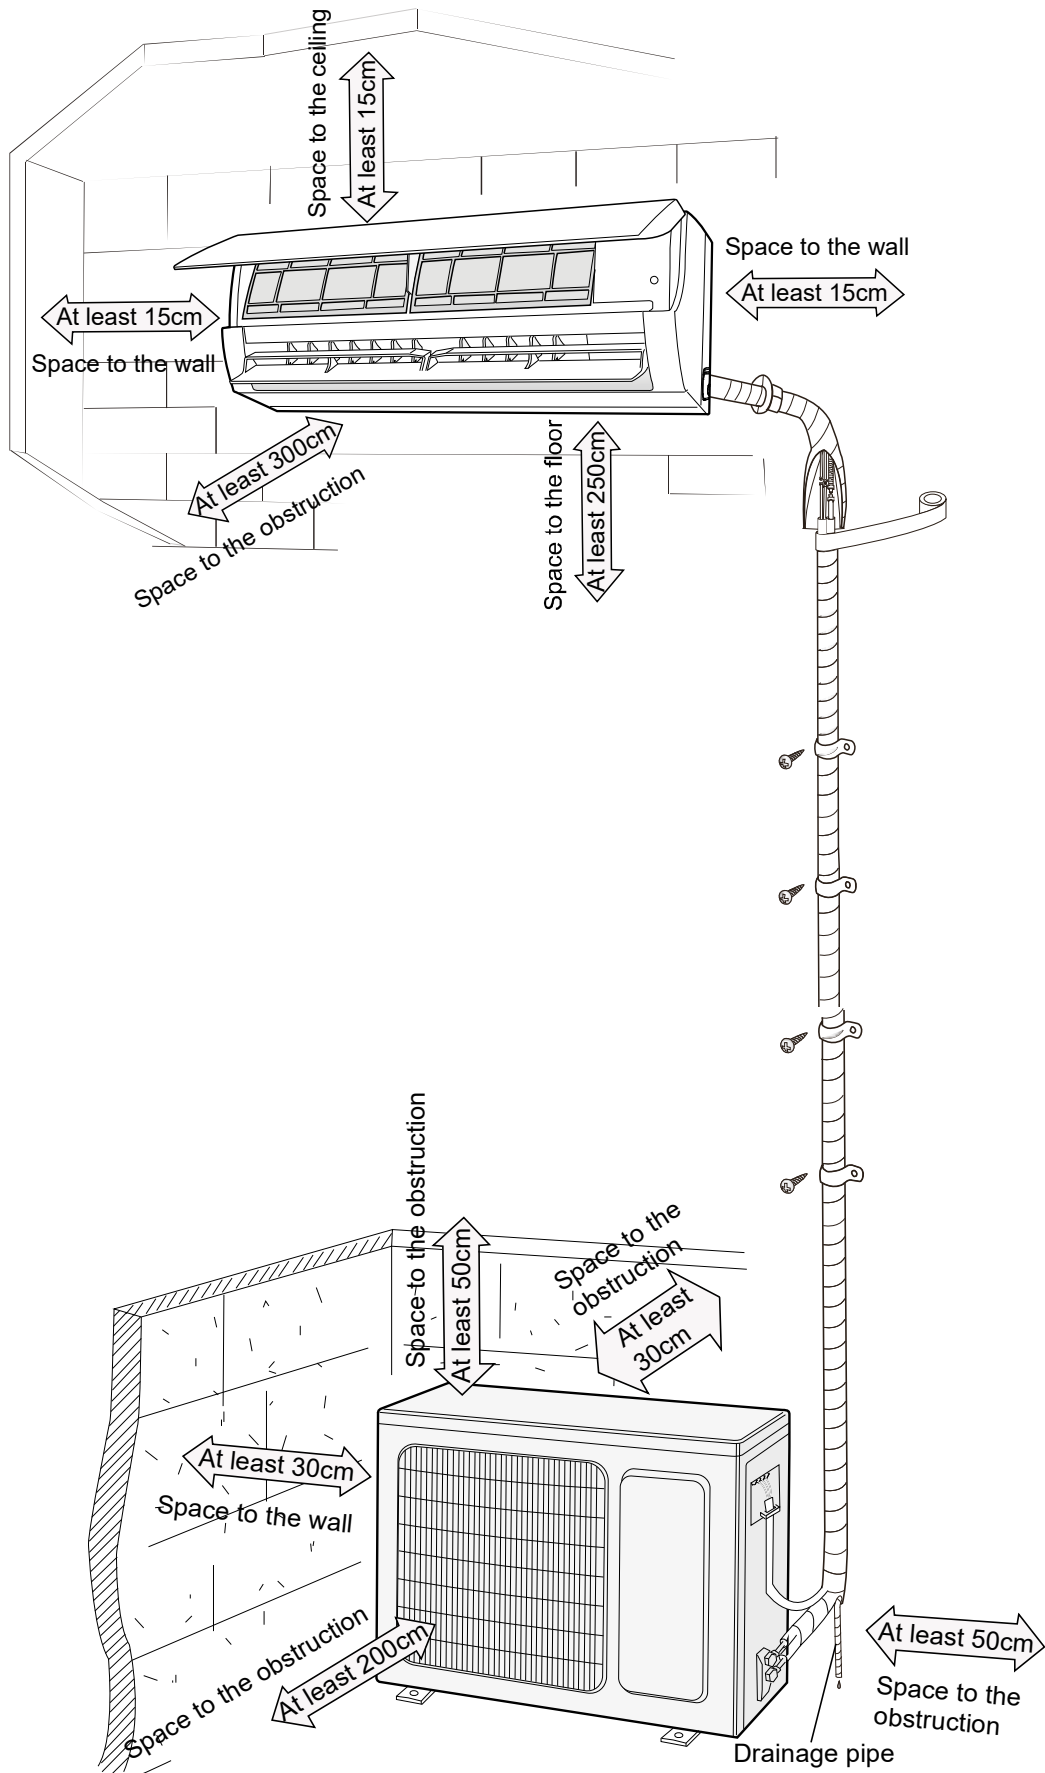 Space to the ceiling
At least 15cm
Space to the wall
At least 15cm
At least 15cm
Space to the wall
At least 300cm
Space to the obstruction
Space to the floor
At least 250cm
Space to the obstruction
At least 50cm
Space to the
obstruction
At least
30cm
At least 30cm
Space to the wall
Space to the obstruction
At least 200cm
At least 50cm
Space to the
obstruction
Drainage pipe